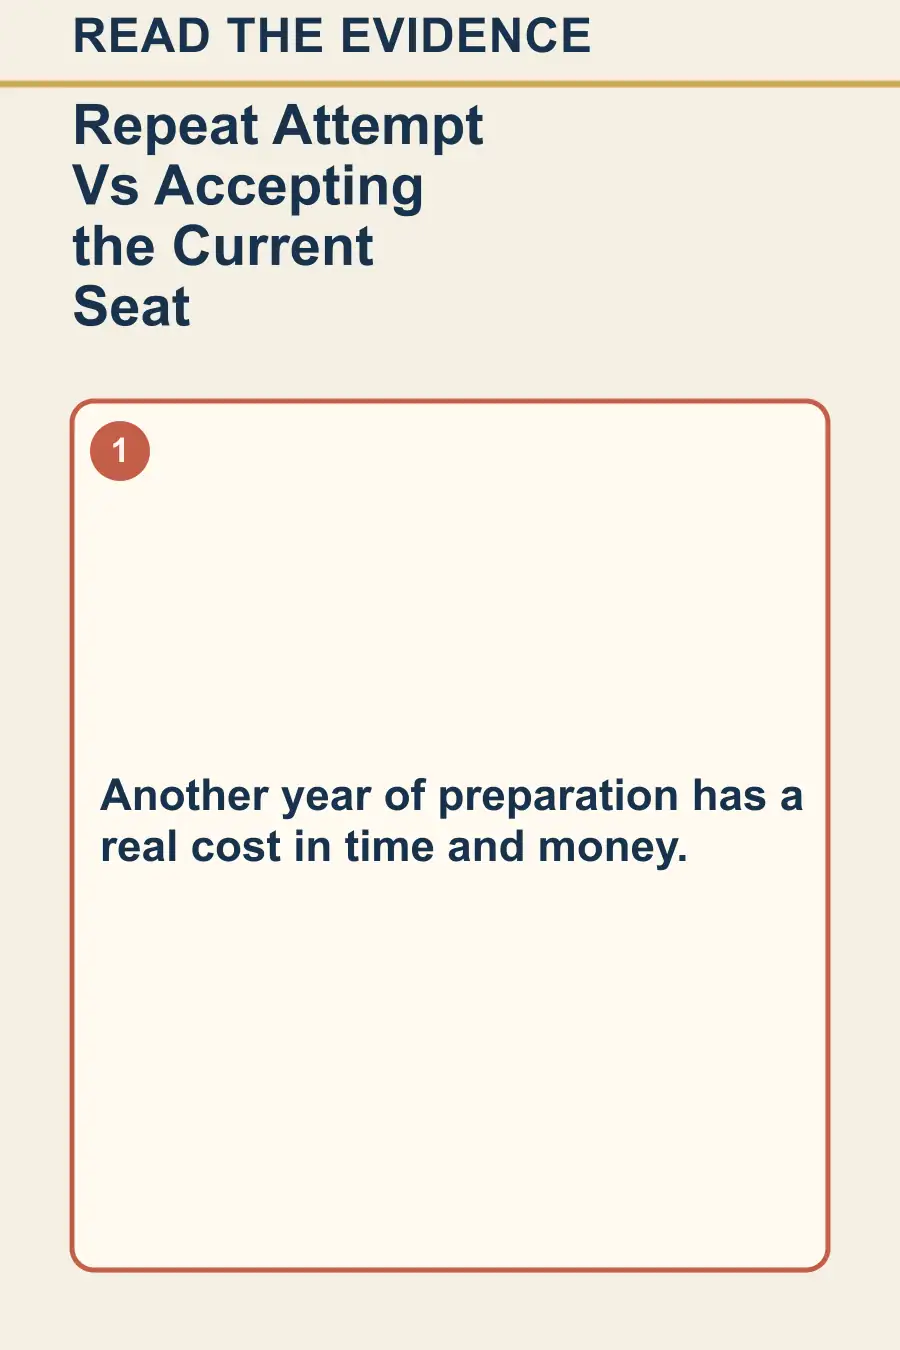 READ THE EVIDENCE
Repeat Attempt
Vs Accepting
the Current
Seat
1
Another year of preparation has a
real cost in time and money.